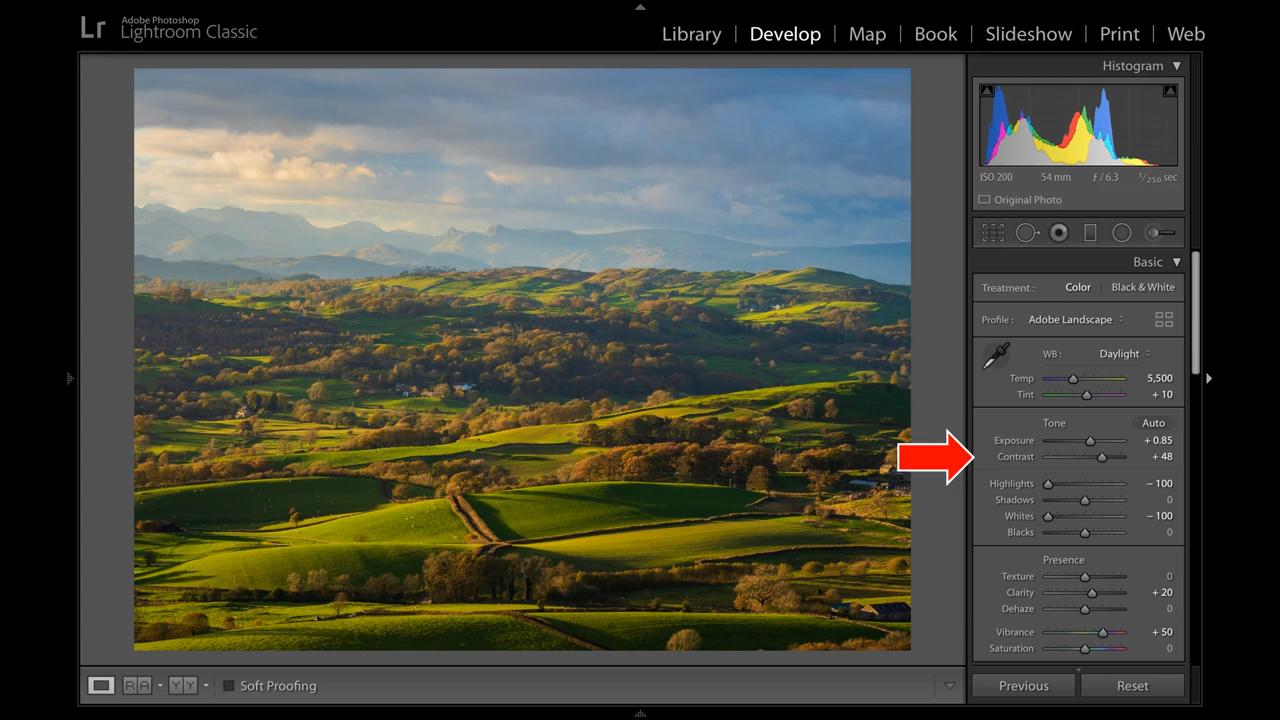 Lr
Adobe Photoshop
Lightroom Classic
Library | Develop | Map | Book | Slideshow | Print | Web
Histogram
ISO 200 54 mm ƒ / 6.3 1/250 sec
Original Photo
Basic
Treatment : Color | Black & White
Profile : Adobe Landscape
WB : Daylight
Temp 5,500
Tint + 10
Tone Auto
Exposure + 0.85
Contrast + 48
Highlights − 100
Shadows 0
Whites − 100
Blacks 0
Presence
Texture 0
Clarity + 20
Dehaze 0
Vibrance + 50
Saturation 0
R A Y Y Soft Proofing
Previous Reset